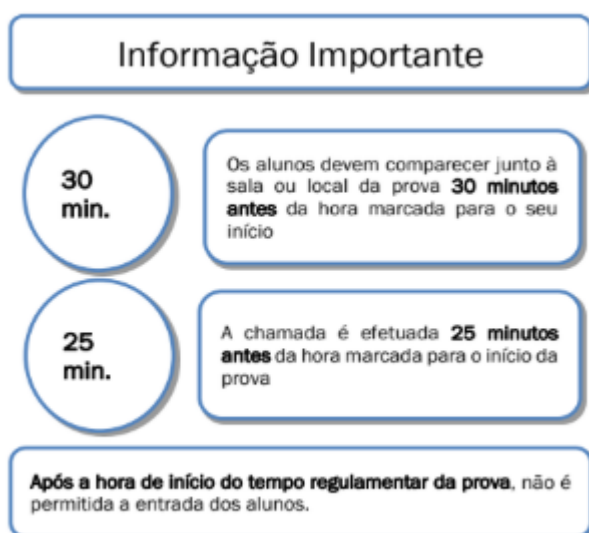 Informação Importante
30
min.
Os alunos devem comparecer junto à
sala ou local da prova 30 minutos
antes da hora marcada para o seu
início
25
min.
A chamada é efetuada 25 minutos
antes da hora marcada para o início da
prova
Após a hora de início do tempo regulamentar da prova, não é
permitida a entrada dos alunos.